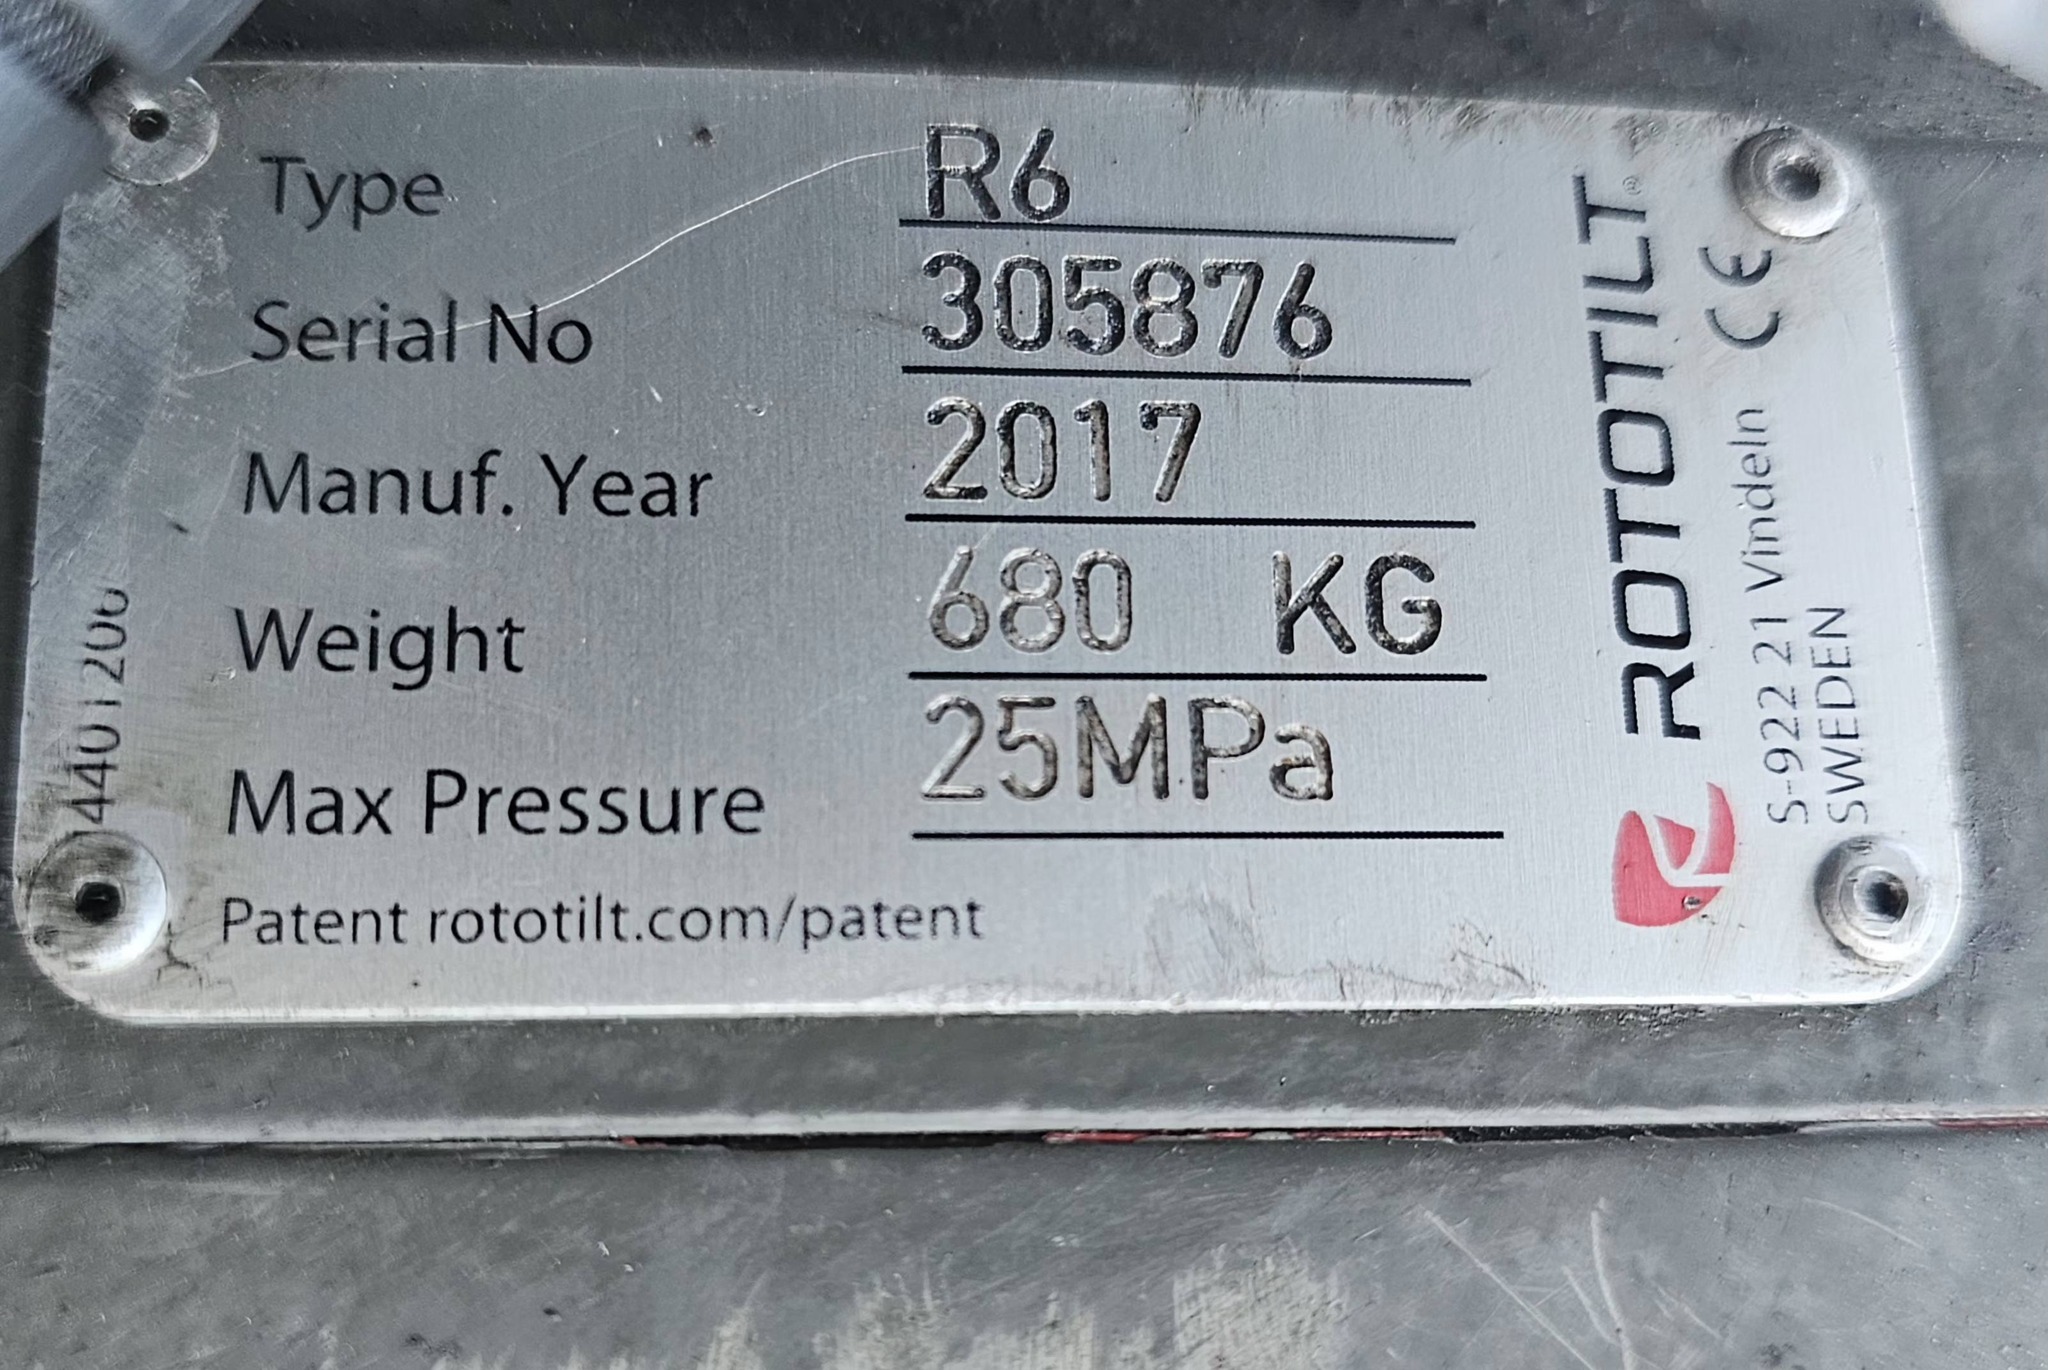 Type R6
Serial No 305876
Manuf. Year 2017
Weight 680 KG
Max Pressure 25MPa
Patent rototilt.com/patent
ROTOTILT®
CE
S-922 21 Vindeln
SWEDEN